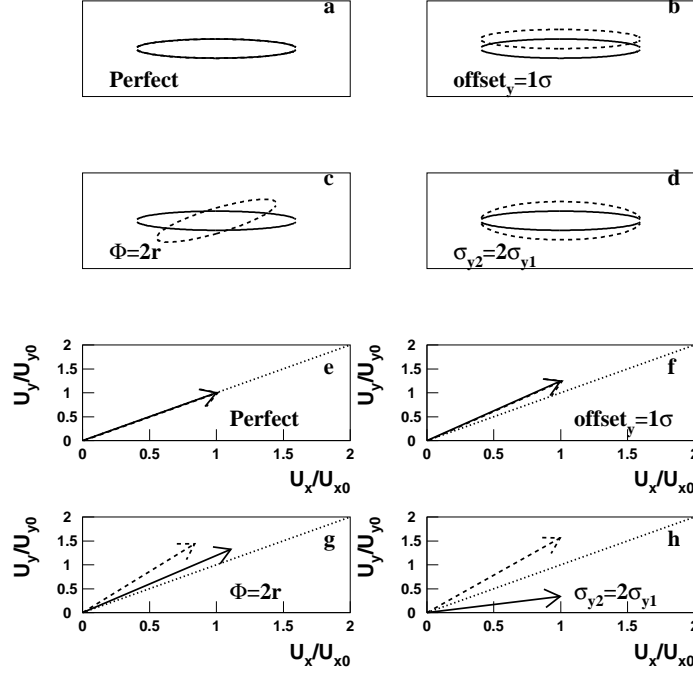 a
Perfect
b
offset_y=1σ
c
Φ=2r
d
σ_y2=2σ_y1
U_y/U_y0
2
1.5
1
0.5
0
e
Perfect
0 0.5 1 1.5 2
U_x/U_x0
U_y/U_y0
2
1.5
1
0.5
0
f
offset_y=1σ
0 0.5 1 1.5 2
U_x/U_x0
U_y/U_y0
2
1.5
1
0.5
0
g
Φ=2r
0 0.5 1 1.5 2
U_x/U_x0
U_y/U_y0
2
1.5
1
0.5
0
h
σ_y2=2σ_y1
0 0.5 1 1.5 2
U_x/U_x0